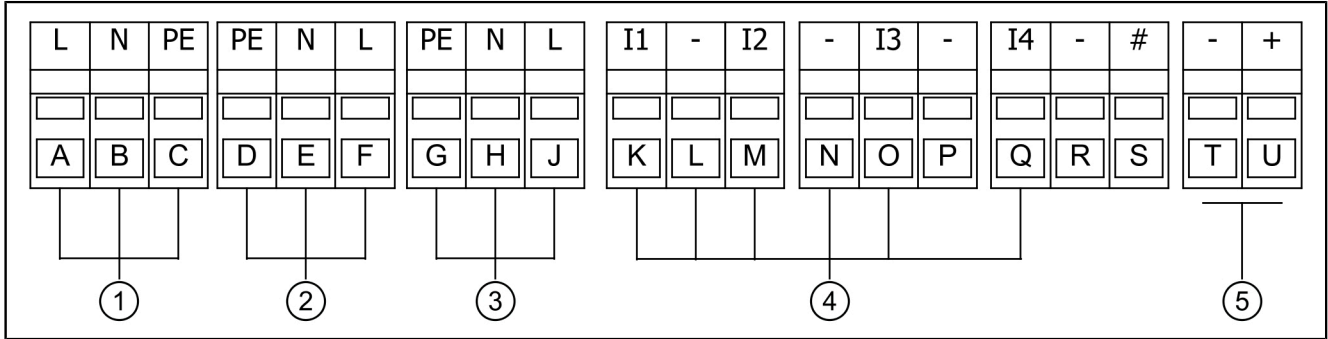 L N PE PE N L PE N L I1 - I2 - I3 - I4 - # - +
A B C D E F G H J K L M N O P Q R S T U
1 2 3 4 5